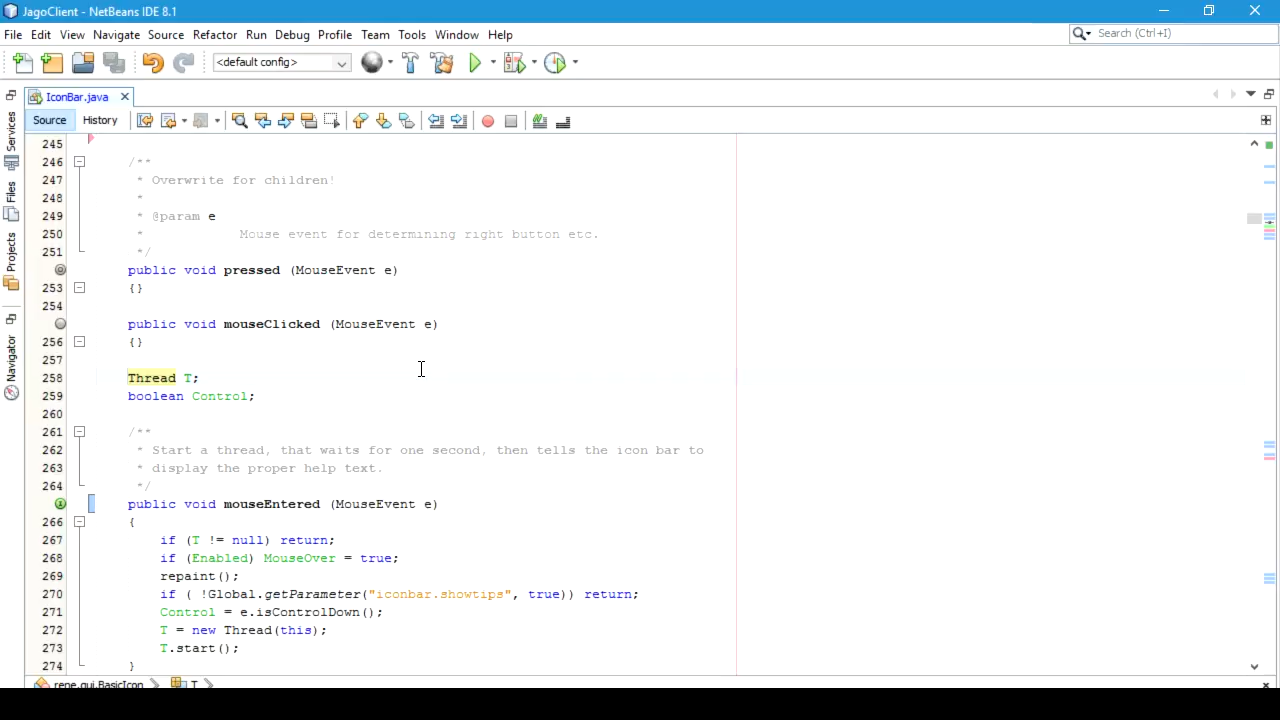 JagoClient - NetBeans IDE 8.1
File Edit View Navigate Source Refactor Run Debug Profile Team Tools Window Help
Search (Ctrl+I)
<default config>
IconBar.java
Source History
Services
Files
Projects
Navigator
245
246 /**
247 * Overwrite for children!
248 *
249 * @param e
250 * Mouse event for determining right button etc.
251 */
public void pressed (MouseEvent e)
253 {}
254
public void mouseClicked (MouseEvent e)
256 {}
257
258 Thread T;
259 boolean Control;
260
261 /**
262 * Start a thread, that waits for one second, then tells the icon bar to
263 * display the proper help text.
264 */
public void mouseEntered (MouseEvent e)
266 {
267 if (T != null) return;
268 if (Enabled) MouseOver = true;
269 repaint();
270 if ( !Global.getParameter("iconbar.showtips", true)) return;
271 Control = e.isControlDown();
272 T = new Thread(this);
273 T.start();
274 }
rene.gui.BasicIcon T